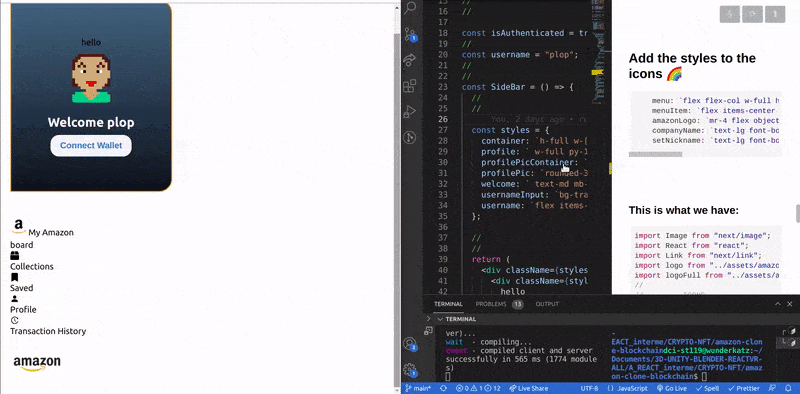 hello
Welcome plop
Connect Wallet
a My Amazon
board
Collections
Saved
Profile
Transaction History
amazon
15 //
//
18 const isAuthenticated = tr
19 //
20 const username = "plop";
21 //
22 //
23 const SideBar = () => {
24 //
25 //
26 You, 2 days ago
27 const styles = {
28 container: `h-full w-[
29 profile: ` w-full py-1
30 profilePicContainer: `
31 profilePic: `rounded-3
32 welcome: ` text-md mb-
33 usernameInput: `bg-tra
34 username: `flex items-
35 };
36
37 //
38 //
39 return (
40 <div className={styles
41 <div className={styl
42 hello
TERMINAL PROBLEMS 13 OUTPUT
TERMINAL
ver)...
wait - compiling...
event - compiled client and server
successfully in 565 ms (1774 module
s)
EACT_interme/CRYPTO-NFT/amazon-clon
e-blockchaindci-st119@wunderkatz:~/
Documents/3D-UNITY-BLENDER-REACTVR-
ALL/A_REACT_interme/CRYPTO-NFT/amaz
on-clone-blockchain$
main* 0 1 12 Live Share UTF-8 JavaScript Go Live Spell Prettier
Add the styles to the
icons 🌈
menu: `flex flex-col w-full h
menuItem: `flex items-center
amazonLogo: `mr-4 flex object
companyName: `text-lg font-bo
setNickname: `text-lg font-bo
This is what we have:
import Image from "next/image";
import React from "react";
import Link from "next/link";
import logo from "../assets/amazo
import logoFull from "../assets/a
//